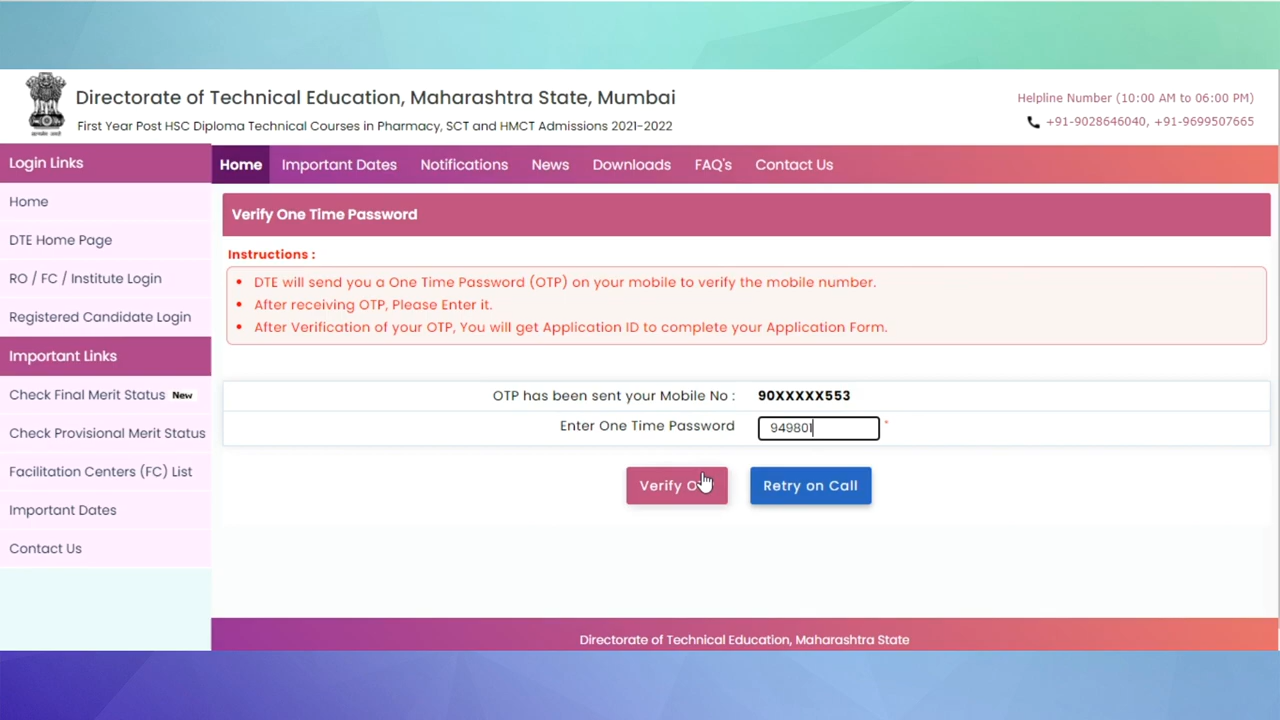 Directorate of Technical Education, Maharashtra State, Mumbai
First Year Post HSC Diploma Technical Courses in Pharmacy, SCT and HMCT Admissions 2021-2022
Helpline Number (10:00 AM to 06:00 PM)
+91-9028646040, +91-9699507665
Login Links
Home
DTE Home Page
RO / FC / Institute Login
Registered Candidate Login
Important Links
Check Final Merit Status New
Check Provisional Merit Status
Facilitation Centers (FC) List
Important Dates
Contact Us
Home Important Dates Notifications News Downloads FAQ's Contact Us
Verify One Time Password
Instructions :
DTE will send you a One Time Password (OTP) on your mobile to verify the mobile number.
After receiving OTP, Please Enter it.
After Verification of your OTP, You will get Application ID to complete your Application Form.
OTP has been sent your Mobile No : 90XXXXX553
Enter One Time Password 949801 *
Verify Retry on Call
Directorate of Technical Education, Maharashtra State